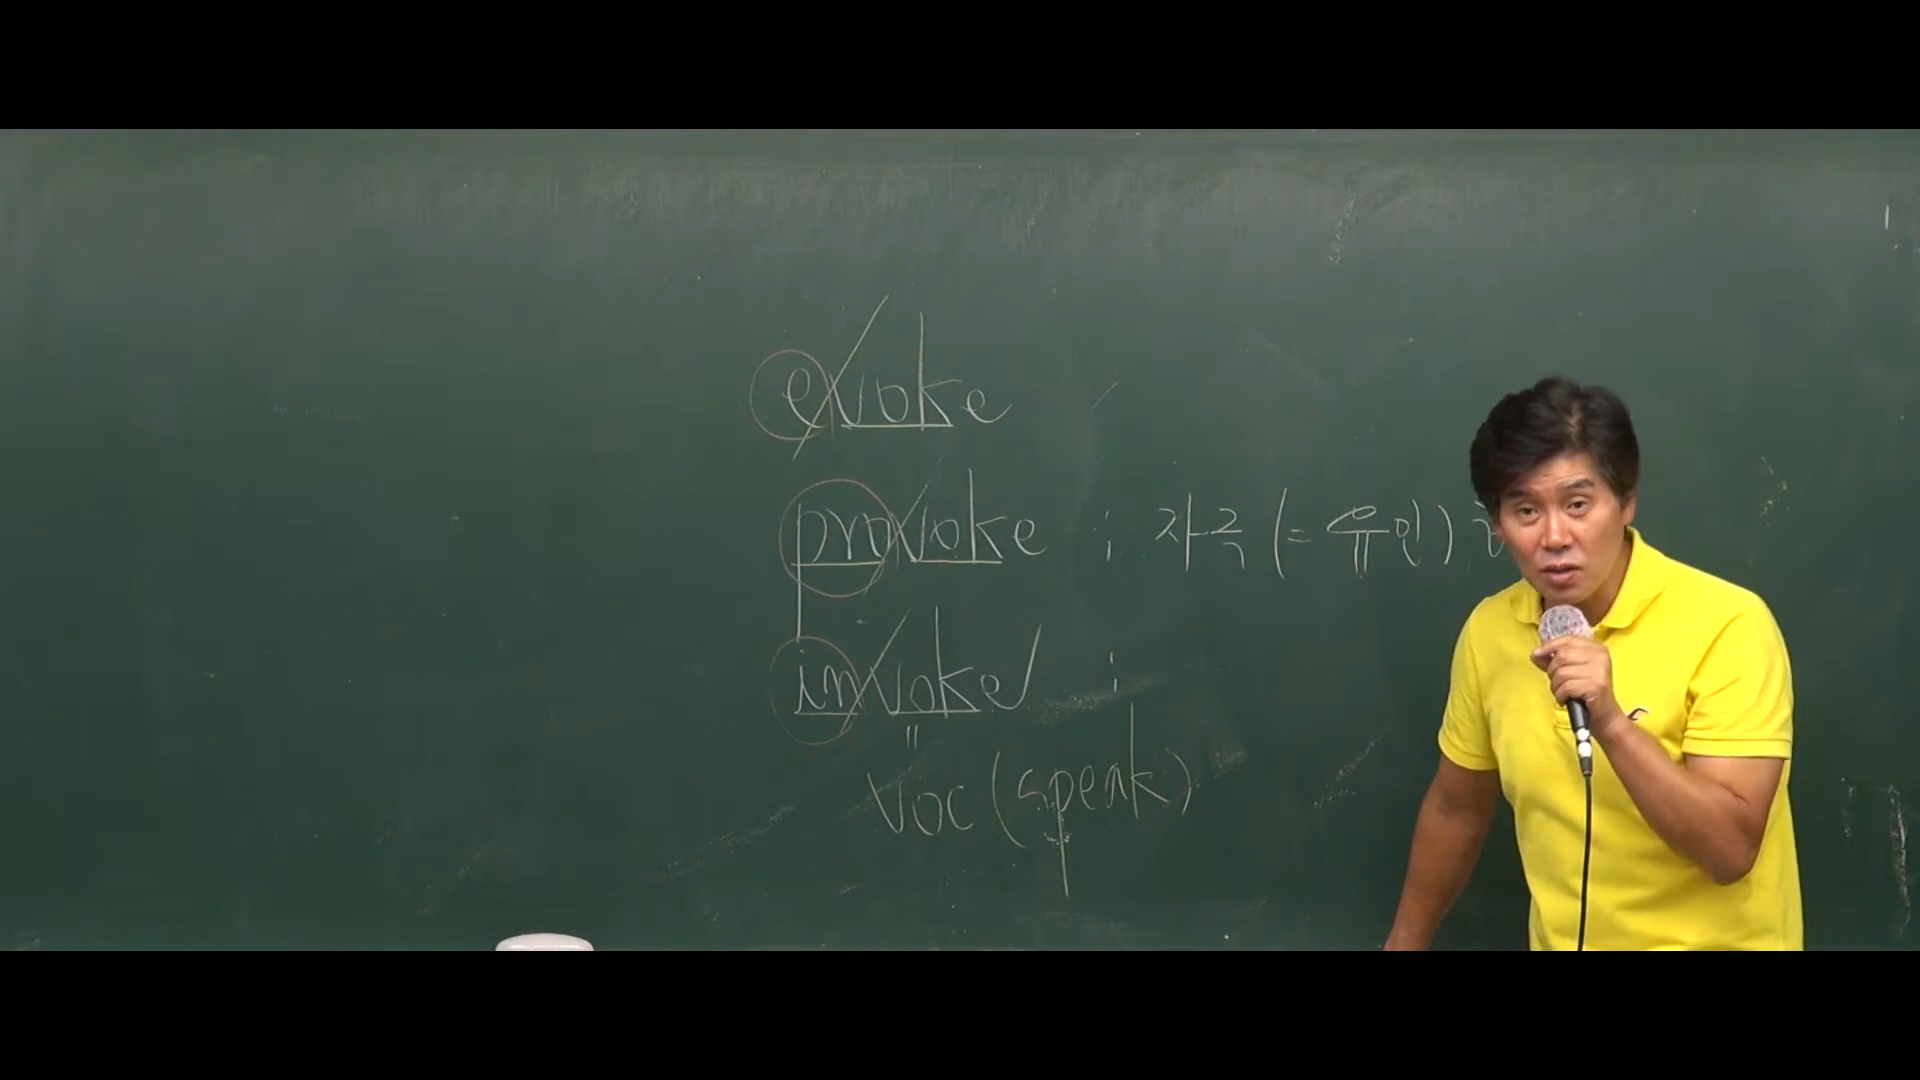 evoke
provoke : 자극 (= 유인)
invoke :
"
voc (speak)